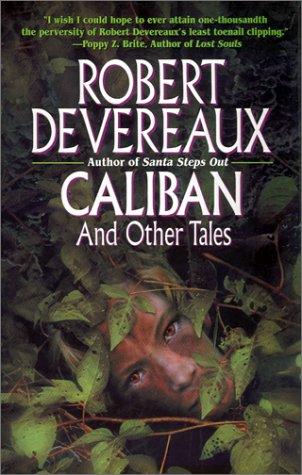 "I wish I could hope to ever attain one-thousandth
the perversity of Robert Devereaux's least toenail clipping."
—Poppy Z. Brite, Author of Lost Souls
ROBERT
DEVEREAUX
Author of Santa Steps Out
CALIBAN
And Other Tales